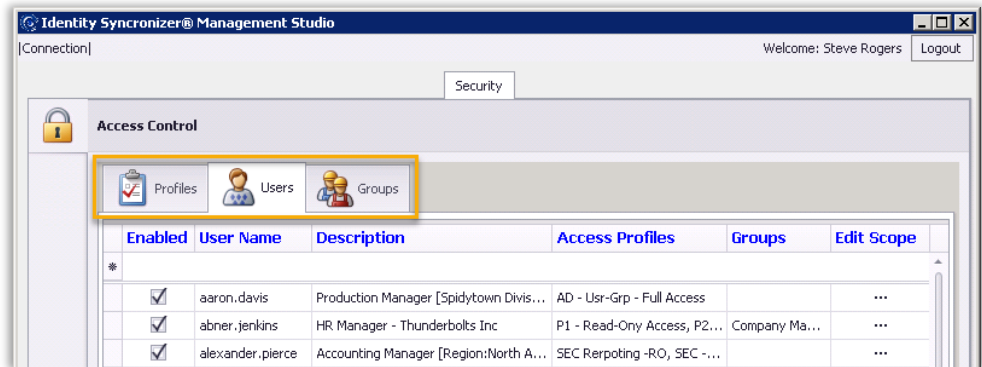 Identity Syncronizer® Management Studio
|Connection| Welcome: Steve Rogers Logout
Security
Access Control
Profiles Users Groups
Enabled User Name Description Access Profiles Groups Edit Scope
*
aaron.davis Production Manager [Spidytown Divis... AD - Usr-Grp - Full Access ...
abner.jenkins HR Manager - Thunderbolts Inc P1 - Read-Ony Access, P2... Company Ma... ...
alexander.pierce Accounting Manager [Region:North A... SEC Rerpoting -RO, SEC -... ...